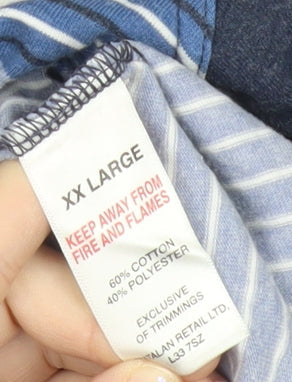 XX LARGE
KEEP AWAY FROM
FIRE AND FLAMES
60% COTTON
40% POLYESTER
EXCLUSIVE
OF TRIMMINGS
TALAN RETAIL LTD.
L33 7SZ